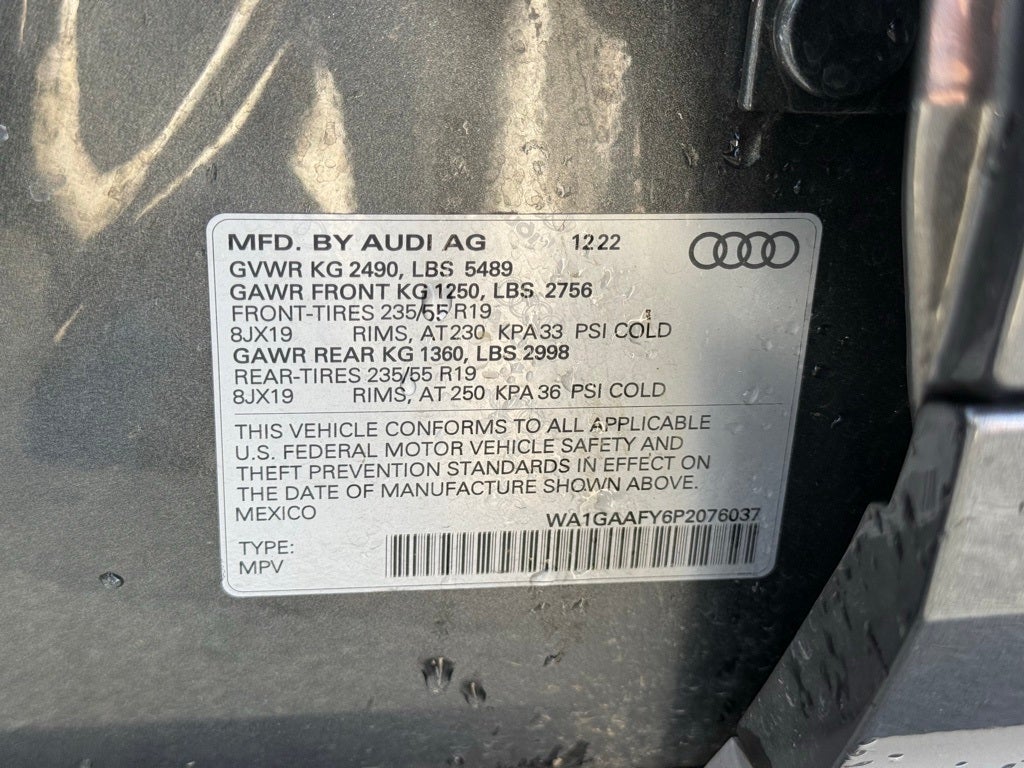 MFD. BY AUDI AG 12 22
GVWR KG 2490, LBS 5489
GAWR FRONT KG 1250, LBS 2756
FRONT-TIRES 235/55 R19
8JX19 RIMS, AT 230 KPA 33 PSI COLD
GAWR REAR KG 1360, LBS 2998
REAR-TIRES 235/55 R19
8JX19 RIMS, AT 250 KPA 36 PSI COLD
THIS VEHICLE CONFORMS TO ALL APPLICABLE
U.S. FEDERAL MOTOR VEHICLE SAFETY AND
THEFT PREVENTION STANDARDS IN EFFECT ON
THE DATE OF MANUFACTURE SHOWN ABOVE.
MEXICO WA1GAAFY6P2076037
TYPE:
MPV